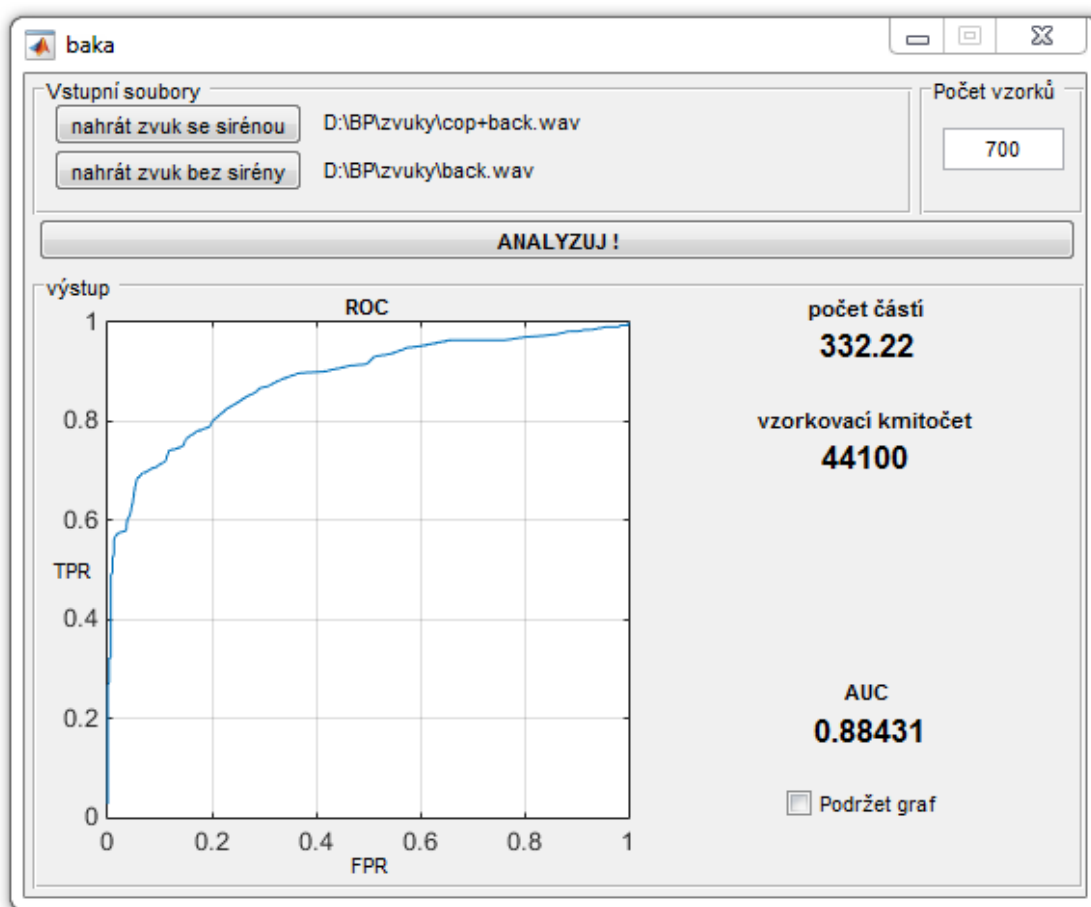 baka
Vstupní soubory
Počet vzorků
nahrát zvuk se sirénou D:\BP\zvuky\cop+back.wav
700
nahrát zvuk bez sirény D:\BP\zvuky\back.wav
ANALYZUJ !
výstup
ROC
1
0.8
0.6
TPR
0.4
0.2
0
0 0.2 0.4 0.6 0.8 1
FPR
počet částí
332.22
vzorkovací kmitočet
44100
AUC
0.88431
Podržet graf